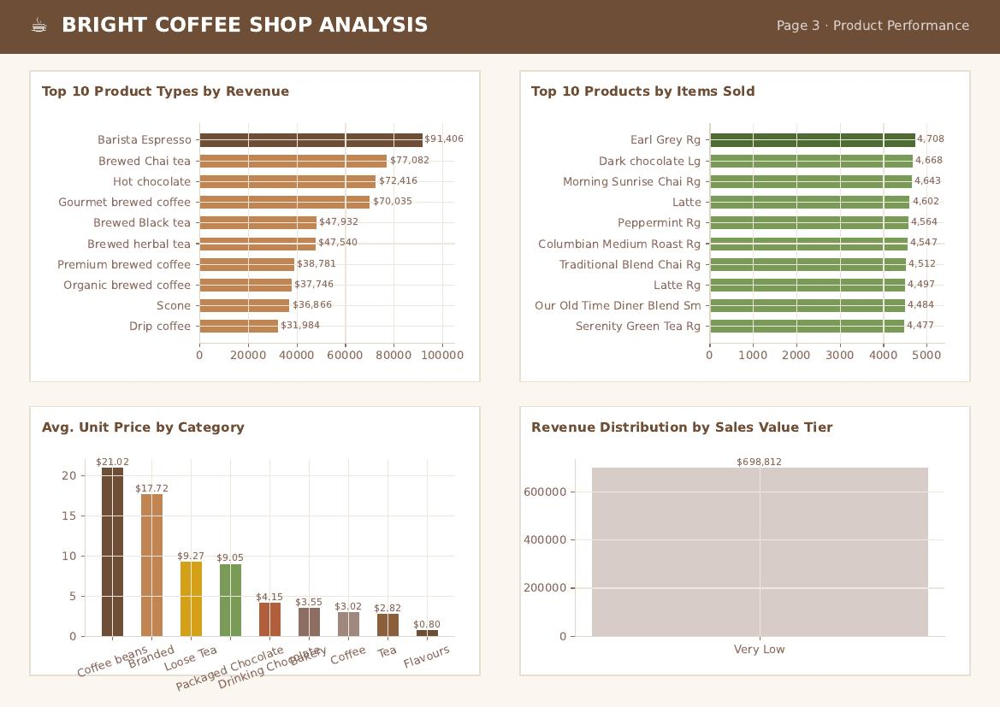 ☕ BRIGHT COFFEE SHOP ANALYSIS
Page 3 · Product Performance
Top 10 Product Types by Revenue
Barista Espresso $91,406
Brewed Chai tea $77,082
Hot chocolate $72,416
Gourmet brewed coffee $70,035
Brewed Black tea $47,932
Brewed herbal tea $47,540
Premium brewed coffee $38,781
Organic brewed coffee $37,746
Scone $36,866
Drip coffee $31,984
0 20000 40000 60000 80000 100000
Top 10 Products by Items Sold
Earl Grey Rg 4,708
Dark chocolate Lg 4,668
Morning Sunrise Chai Rg 4,643
Latte 4,602
Peppermint Rg 4,564
Columbian Medium Roast Rg 4,547
Traditional Blend Chai Rg 4,512
Latte Rg 4,497
Our Old Time Diner Blend Sm 4,484
Serenity Green Tea Rg 4,477
0 1000 2000 3000 4000 5000
Avg. Unit Price by Category
20
15
10
5
0
$21.02 $17.72 $9.27 $9.05 $4.15 $3.55 $3.02 $2.82 $0.80
Coffee beans
Branded
Loose Tea
Packaged Chocolate
Drinking Chocolate
Bakery
Coffee
Tea
Flavours
Revenue Distribution by Sales Value Tier
$698,812
600000
400000
200000
0
Very Low